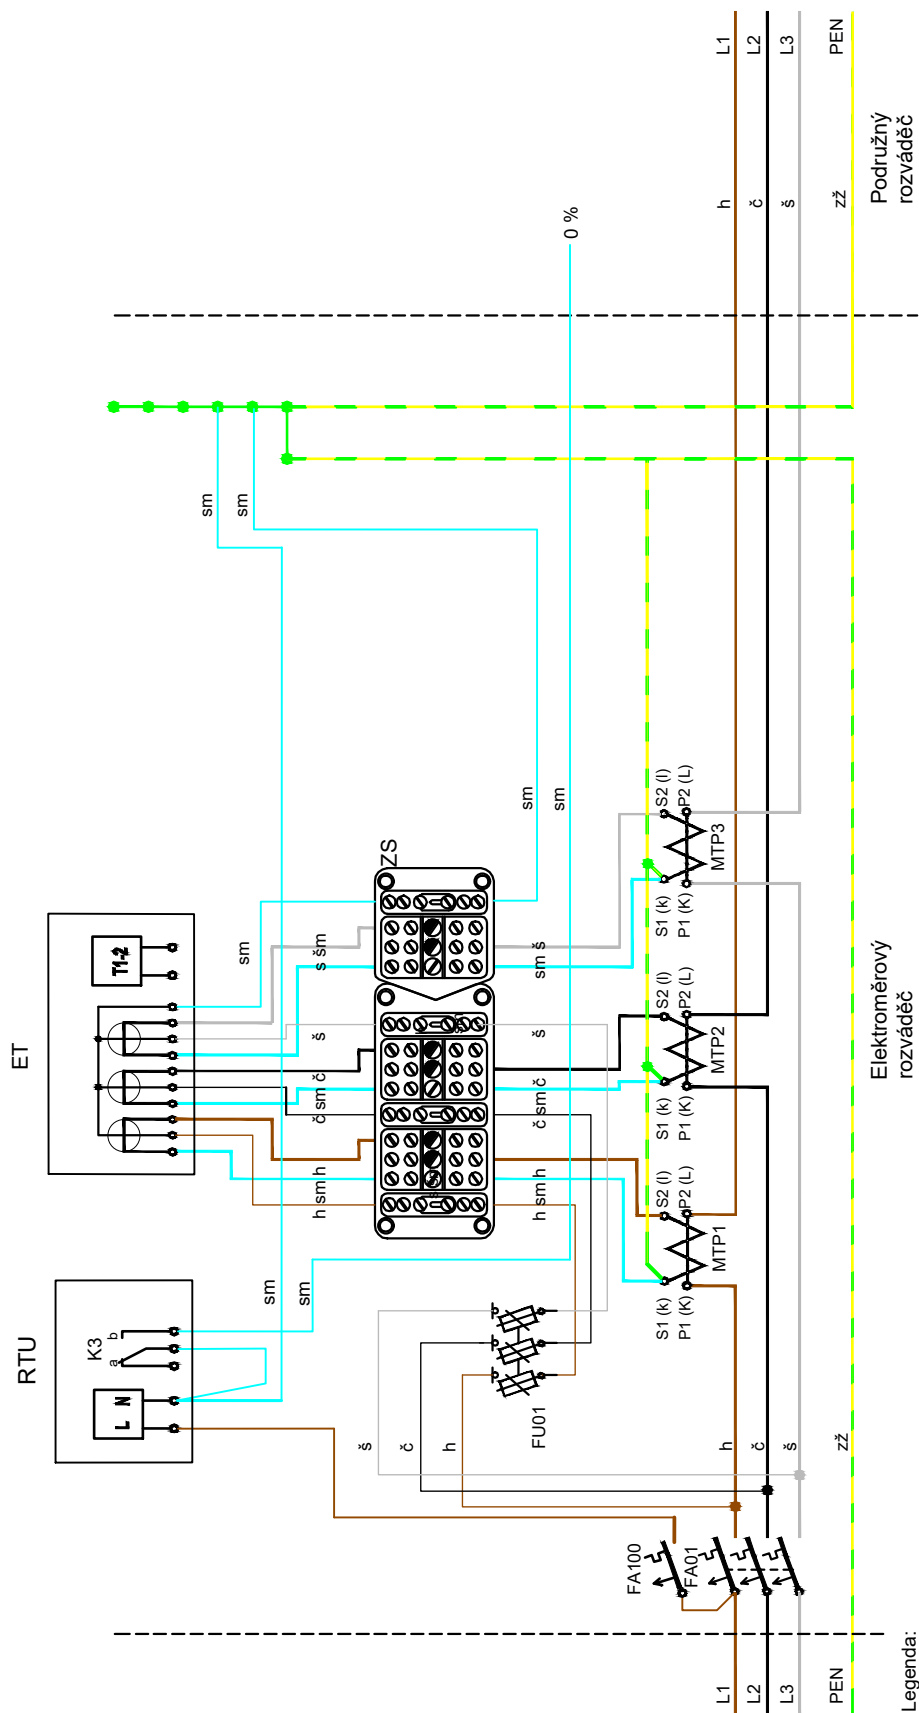 RTU
ET
L N
K3
a
b
T1-2
sm
sm
sm
sm
sm
0 %
ZS
h sm h
č sm č
š
s šm
h sm h
č sm č
š
sm š
sm
sm
sm
š
č
h
FU01
S1 (k)
P1 (K)
S2 (l)
P2 (L)
MTP1
S1 (k)
P1 (K)
S2 (l)
P2 (L)
MTP2
S1 (k)
P1 (K)
S2 (l)
P2 (L)
MTP3
FA100
FA01
L1
L2
L3
PEN
h
č
š
zž
h
č
š
zž
L1
L2
L3
PEN
Elektroměrový
rozváděč
Podružný
rozváděč
Legenda: